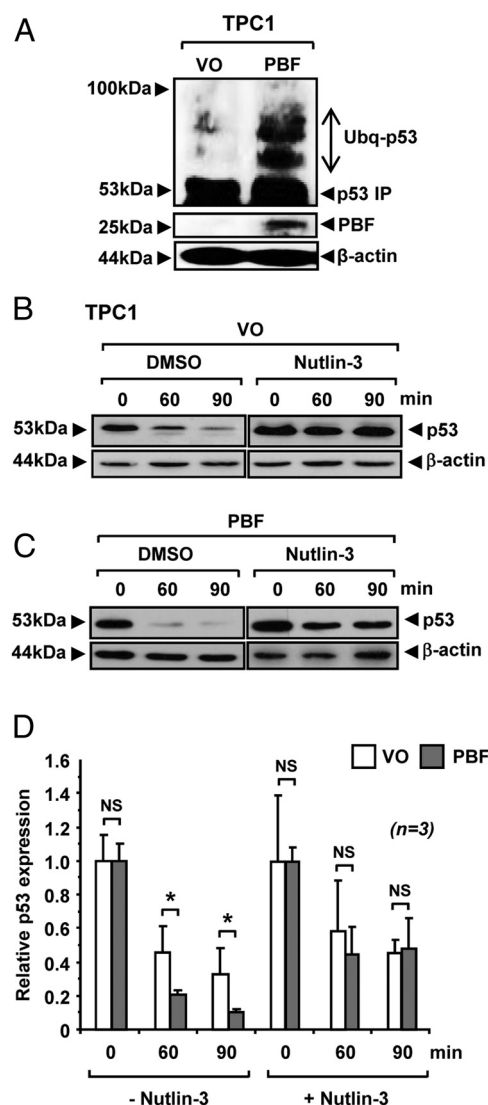 A
TPC1
VO PBF
100kDa
Ubq-p53
53kDa p53 IP
25kDa PBF
44kDa β-actin
B TPC1
VO
DMSO Nutlin-3
0 60 90 0 60 90 min
53kDa p53
44kDa β-actin
PBF
C DMSO Nutlin-3
0 60 90 0 60 90 min
53kDa p53
44kDa β-actin
D
VO PBF
Relative p53 expression
1.6
1.4
1.2
1.0
0.8
0.6
0.4
0.2
0
NS * * NS NS NS
(n=3)
0 60 90 0 60 90 min
- Nutlin-3 + Nutlin-3